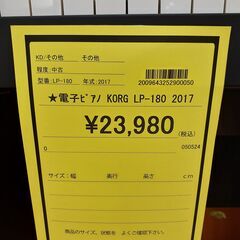 KD/その他 その他
程度:中古
型番:LP-180 年式:2017
2009643252900050
★電子ﾋﾟｱﾉ KORG LP-180 2017
¥23,980(税込)
0 050524
サイズ:幅 奥行 高さ cm
商品のサイズ、状態を よくご確認下さい。